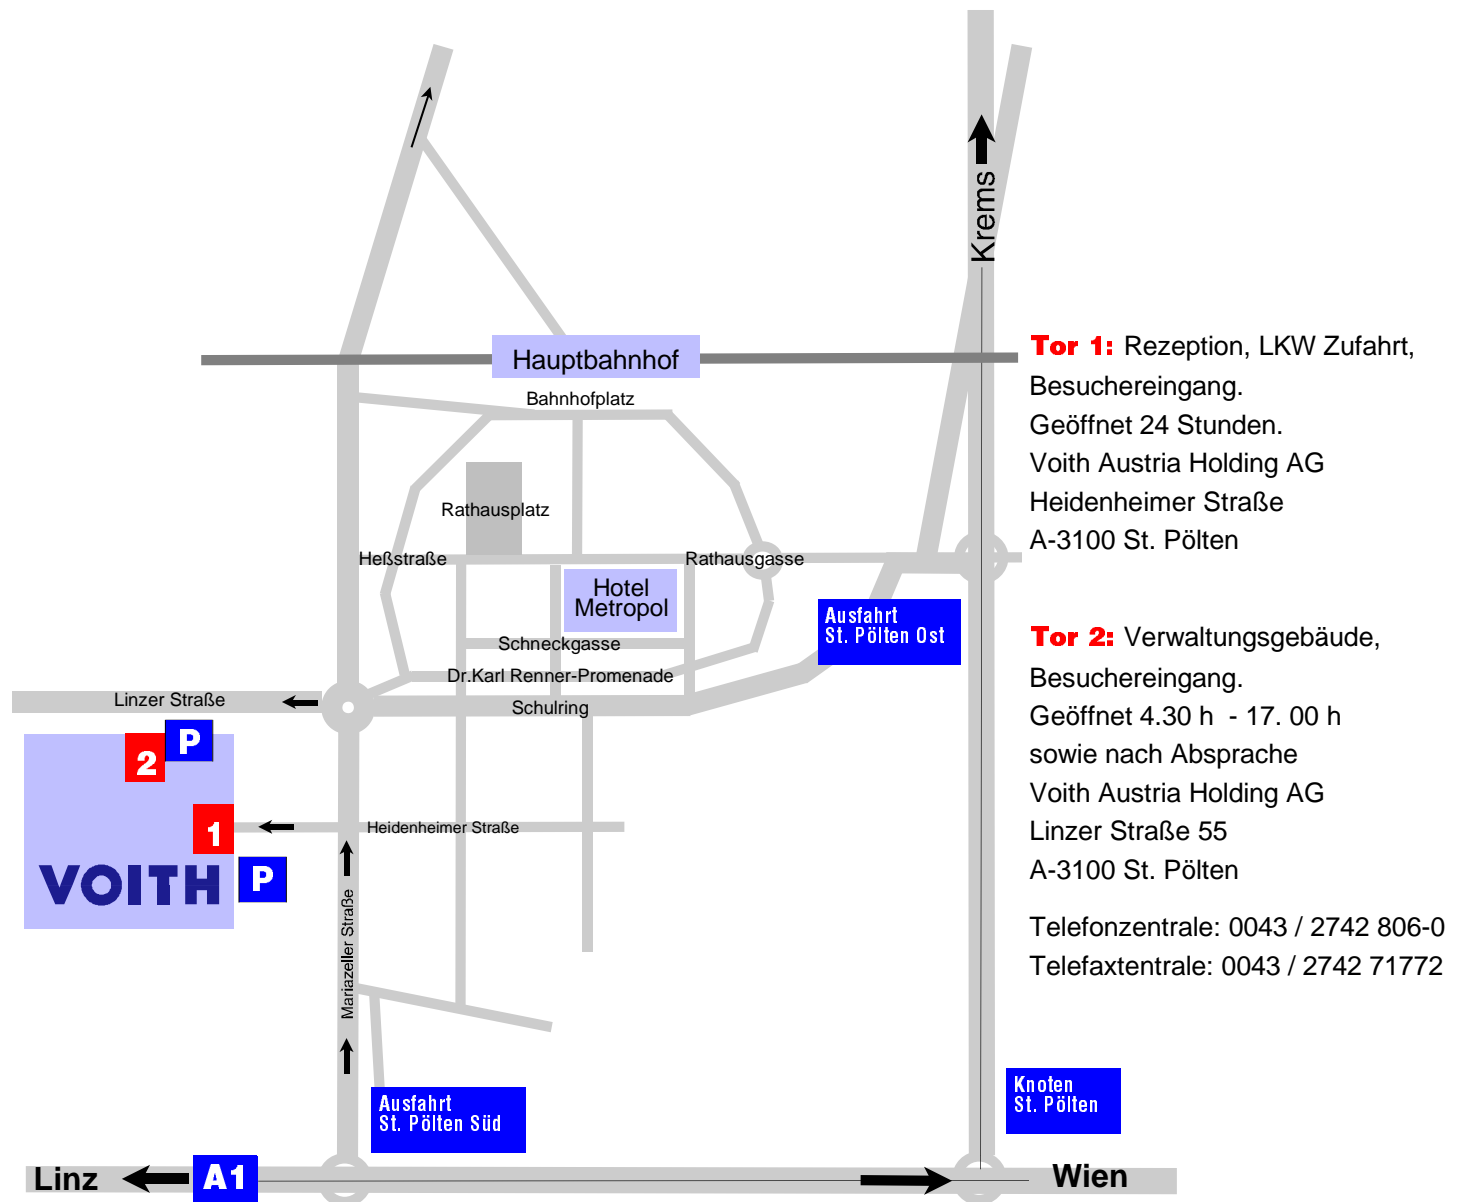 Krems
Hauptbahnhof
Bahnhofplatz
Rathausplatz
Heßstraße
Rathausgasse
Hotel
Metropol
Ausfahrt
St. Pölten Ost
Schneckgasse
Dr.Karl Renner-Promenade
Linzer Straße
Schulring
P
2
1
Heidenheimer Straße
VOITH
P
Mariazeller Straße
Ausfahrt
St. Pölten Süd
Knoten
St. Pölten
Linz
A1
Wien
Tor 1: Rezeption, LKW Zufahrt,
Besuchereingang.
Geöffnet 24 Stunden.
Voith Austria Holding AG
Heidenheimer Straße
A-3100 St. Pölten
Tor 2: Verwaltungsgebäude,
Besuchereingang.
Geöffnet 4.30 h  - 17. 00 h
sowie nach Absprache
Voith Austria Holding AG
Linzer Straße 55
A-3100 St. Pölten
Telefonzentrale: 0043 / 2742 806-0
Telefaxtentrale: 0043 / 2742 71772